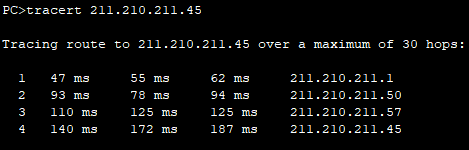 PC>tracert 211.210.211.45
Tracing route to 211.210.211.45 over a maximum of 30 hops:
1 47 ms 55 ms 62 ms 211.210.211.1
2 93 ms 78 ms 94 ms 211.210.211.50
3 110 ms 125 ms 125 ms 211.210.211.57
4 140 ms 172 ms 187 ms 211.210.211.45